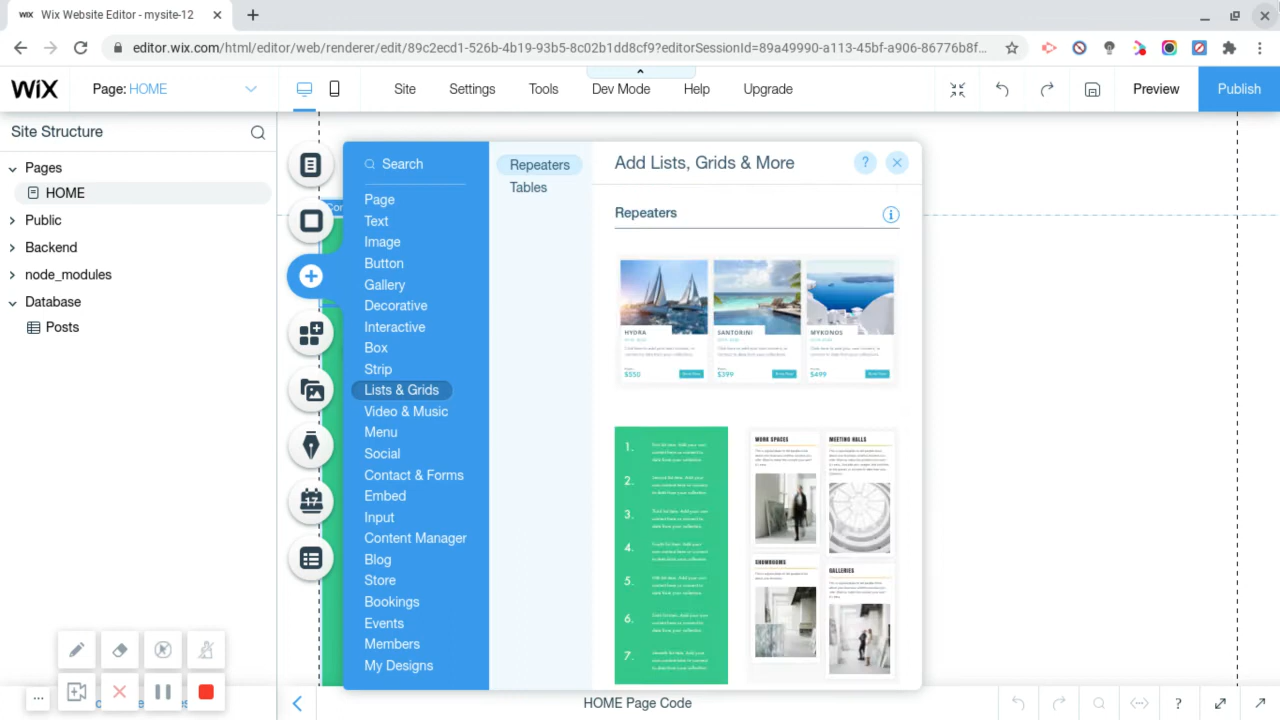 WiX Wix Website Editor - mysite-12
editor.wix.com/html/editor/web/renderer/edit/89c2ecd1-526b-4b19-93b5-8c02b1dd8cf9?editorSessionId=89a49990-a113-45bf-a906-86776b8f...
WiX Page: HOME Site Settings Tools Dev Mode Help Upgrade Preview Publish
Site Structure
Pages
HOME
Public
Backend
node_modules
Database
Posts
Search
Page
Text
Image
Button
Gallery
Decorative
Interactive
Box
Strip
Lists & Grids
Video & Music
Menu
Social
Contact & Forms
Embed
Input
Content Manager
Blog
Store
Bookings
Events
Members
My Designs
17
Repeaters
Tables
Add Lists, Grids & More
?
Repeaters
HYDRA SANTORINI MYKONOS
$550 $399 $499
1.
2.
3.
4.
5.
6.
7.
WORK SPACES MEETING HALLS
SHOWROOMS GALLERIES
HOME Page Code
?